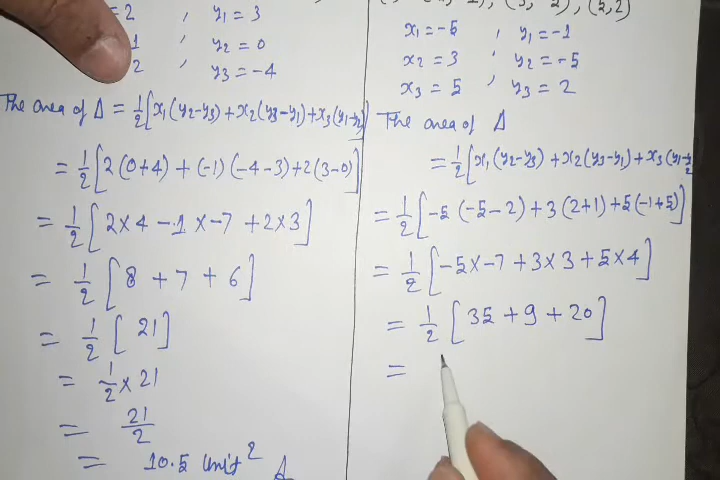 =2 , y₁ = 3
1 , y₂ = 0
2 , y₃ = -4
The area of Δ = 1/2[x₁(y₂-y₃)+x₂(y₃-y₁)+x₃(y₁-y₂)]
= 1/2[2(0+4)+(-1)(-4-3)+2(3-0)]
= 1/2[2×4-1×-7+2×3]
= 1/2[8+7+6]
= 1/2[21]
= 1/2×21
= 21/2
= 10.5 unit²
, (5,2)
x₁=-5 , y₁=-1
x₂=3 , y₂=-5
x₃=5 , y₃=2
The area of Δ
= 1/2[x₁(y₂-y₃)+x₂(y₃-y₁)+x₃(y₁-y₂
= 1/2[-5(-5-2)+3(2+1)+5(-1+5)]
= 1/2[-5×-7+3×3+5×4]
= 1/2[35+9+20]
=